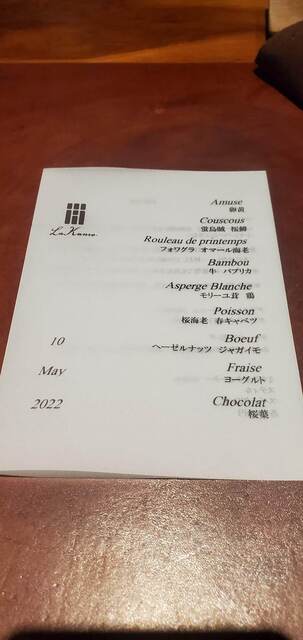 La Kanro
Amuse
卵黄
Couscous
蛍烏賊 桜鱒
Rouleau de printemps
フォワグラ オマール海老
Bambou
牛 パプリカ
Asperge Blanche
モリーユ茸 鶏
Poisson
桜海老 春キャベツ
Boeuf
ヘーゼルナッツ ジャガイモ
Fraise
ヨーグルト
Chocolat
桜葉
10
May
2022